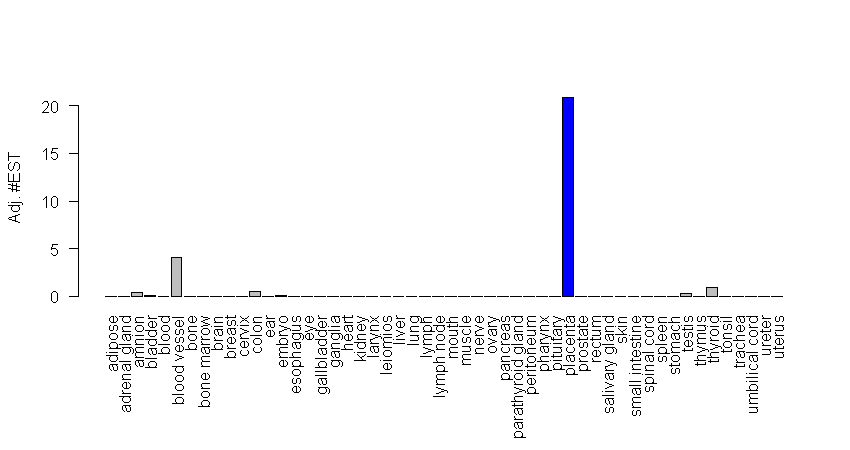 Adj. #EST
20
15
10
5
0
adipose
adrenal gland
amnion
bladder
blood
blood vessel
bone
bone marrow
brain
breast
cervix
colon
ear
embryo
esophagus
eye
gallbladder
ganglia
heart
kidney
larynx
leiomios
liver
lung
lymph
lymph node
mouth
muscle
nerve
ovary
pancreas
parathyroid gland
peritoneum
pharynx
pituitary
placenta
prostate
rectum
salivary gland
skin
small intestine
spinal cord
spleen
stomach
testis
thymus
thyroid
tonsil
trachea
umbilical cord
ureter
uterus